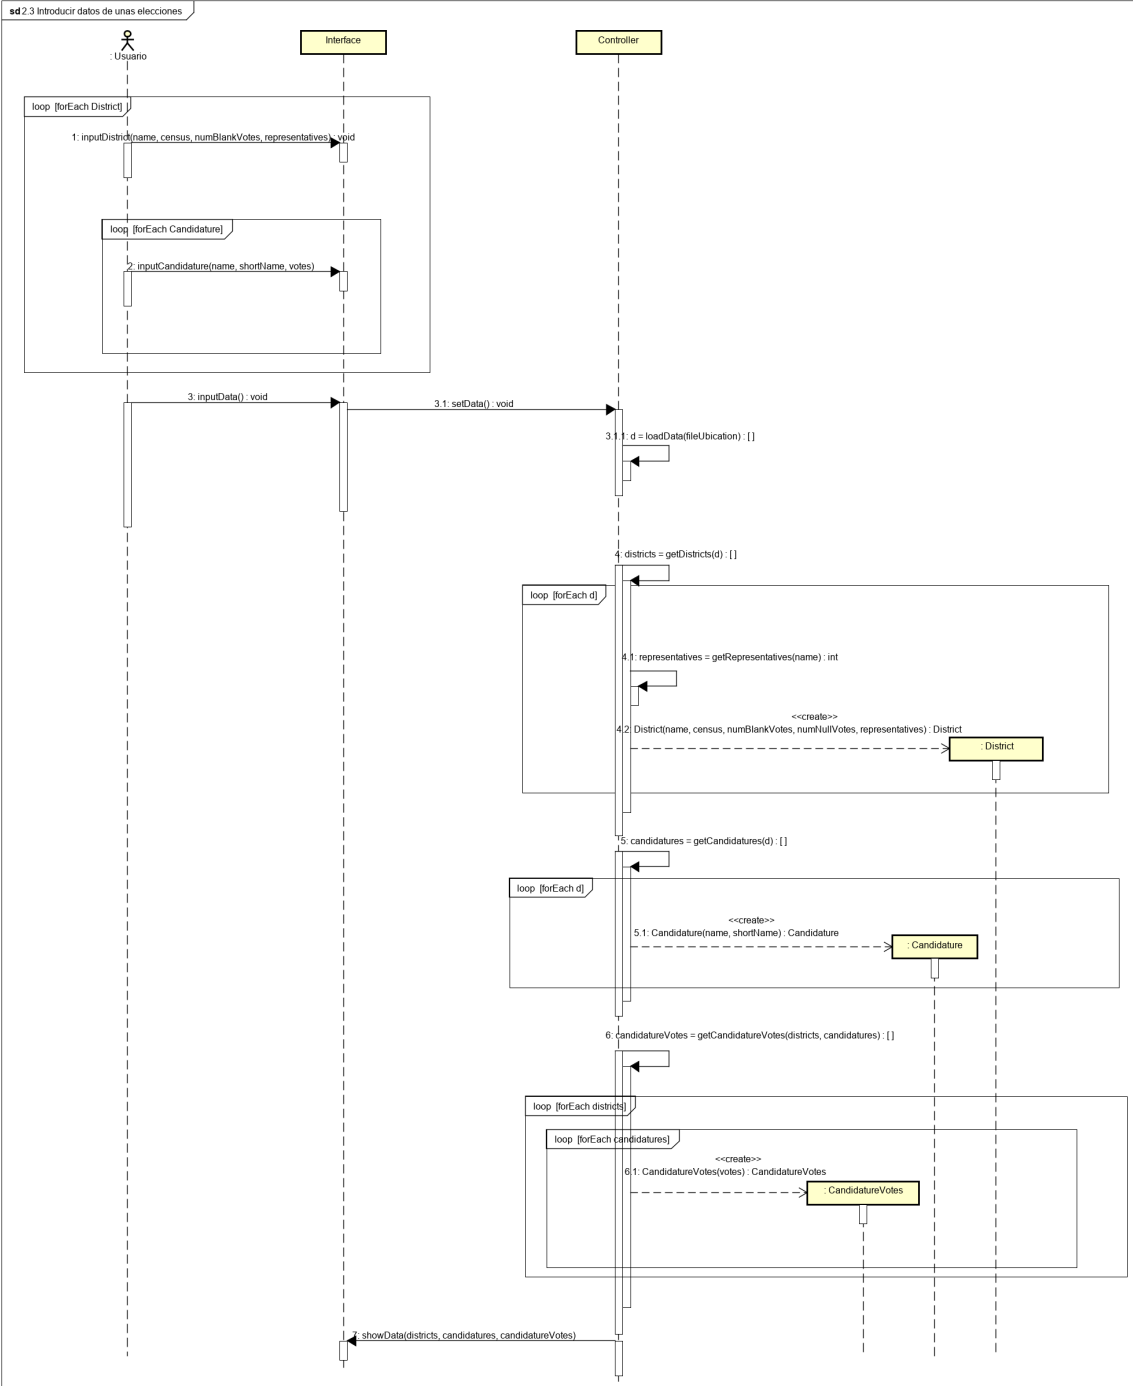 sd 2.3 Introducir datos de unas elecciones
: Usuario
Interface
Controller
loop [forEach District]
1: inputDistrict(name, census, numBlankVotes, representatives) : void
loop [forEach Candidature]
2: inputCandidature(name, shortName, votes)
3: inputData() : void
3.1: setData() : void
3.1.1: d = loadData(fileUbication) : [ ]
4: districts = getDistricts(d) : [ ]
loop [forEach d]
4.1: representatives = getRepresentatives(name) : int
<<create>>
4.2: District(name, census, numBlankVotes, numNullVotes, representatives) : District
: District
5: candidatures = getCandidatures(d) : [ ]
loop [forEach d]
<<create>>
5.1: Candidature(name, shortName) : Candidature
: Candidature
6: candidatureVotes = getCandidatureVotes(districts, candidatures) : [ ]
loop [forEach districts]
loop [forEach candidatures]
<<create>>
6.1: CandidatureVotes(votes) : CandidatureVotes
: CandidatureVotes
7: showData(districts, candidatures, candidatureVotes)